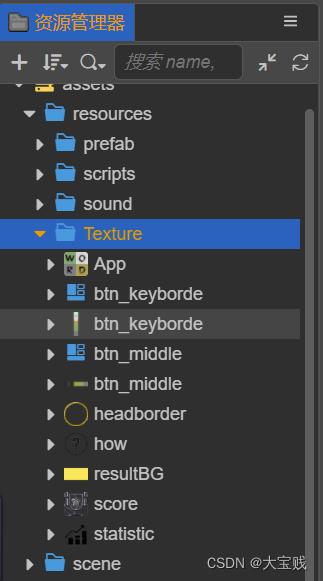 资源管理器
搜索 name,
assets
resources
prefab
scripts
sound
Texture
App
btn_keyborde
btn_keyborde
btn_middle
btn_middle
headborder
how
resultBG
score
statistic
scene
CSDN @大宝贱